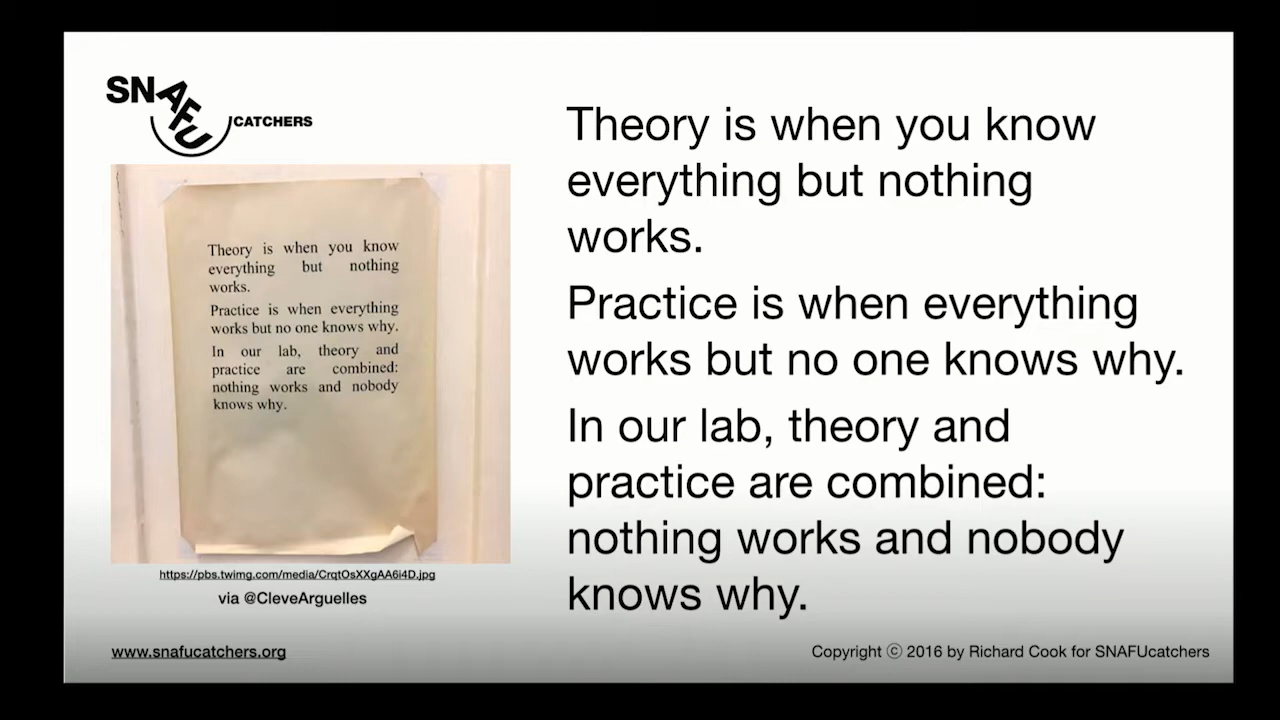 SNAFU CATCHERS
Theory is when you know
everything but nothing
works.
Practice is when everything
works but no one knows why.
In our lab, theory and
practice are combined:
nothing works and nobody
knows why.
https://pbs.twimg.com/media/CrqtOsXXgAA6i4D.jpg
via @CleveArguelles
Theory is when you know
everything but nothing
works.
Practice is when everything
works but no one knows why.
In our lab, theory and
practice are combined:
nothing works and nobody
knows why.
www.snafucatchers.org
Copyright ⓒ 2016 by Richard Cook for SNAFUcatchers